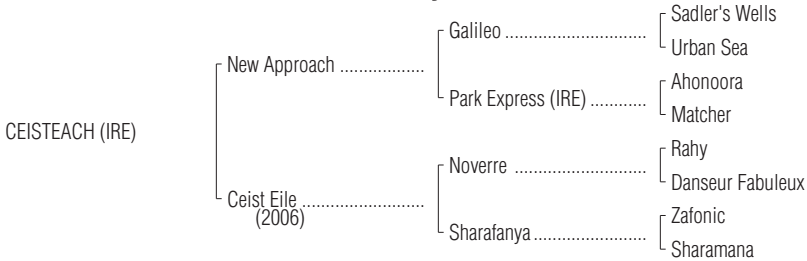 Sadler's Wells
Galileo ..............................
Urban Sea
New Approach ..................
Ahonoora
Park Express (IRE) ............
Matcher
CEISTEACH (IRE)
Rahy
Noverre ............................
Danseur Fabuleux
Ceist Eile ..........................
(2006)
Zafonic
Sharafanya ........................
Sharamana